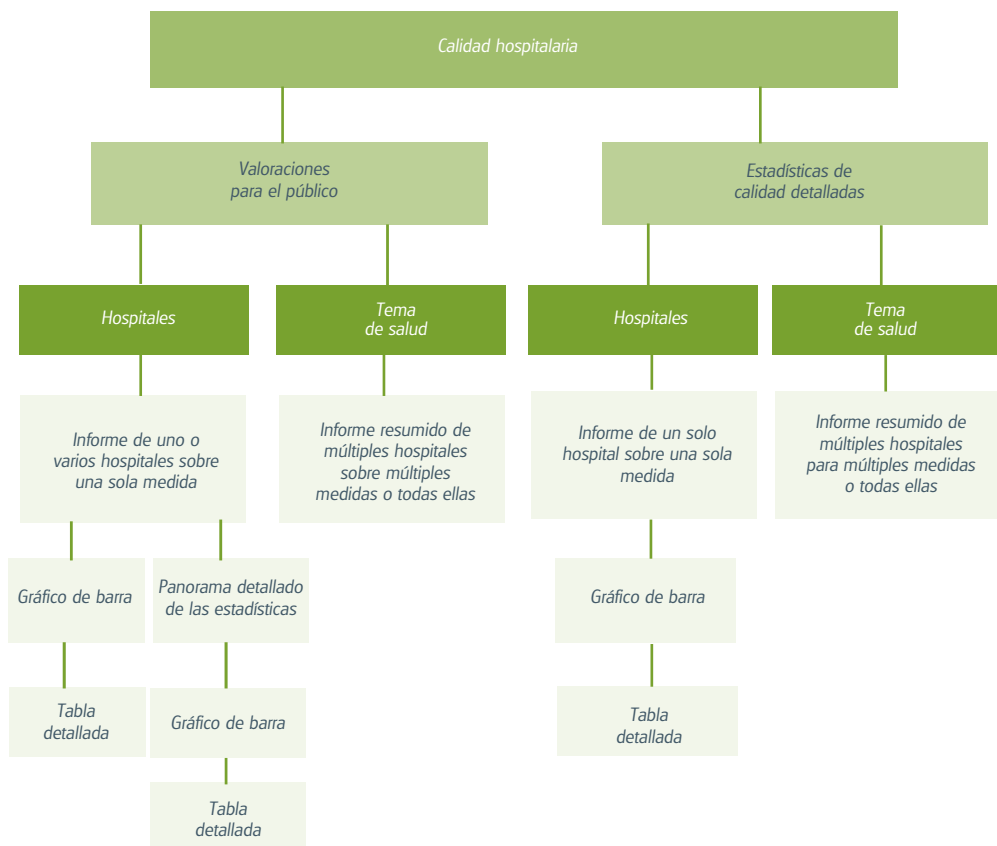 Calidad hospitalaria
Valoraciones
para el público
Estadísticas de
calidad detalladas
Hospitales
Tema
de salud
Hospitales
Tema
de salud
Informe de uno o
varios hospitales sobre
una sola medida
Informe resumido de
múltiples hospitales
sobre múltiples
medidas o todas ellas
Informe de un solo
hospital sobre una sola
medida
Informe resumido de
múltiples hospitales
para múltiples medidas
o todas ellas
Gráfico de barra
Panorama detallado
de las estadísticas
Gráfico de barra
Tabla
detallada
Gráfico de barra
Tabla
detallada
Tabla
detallada